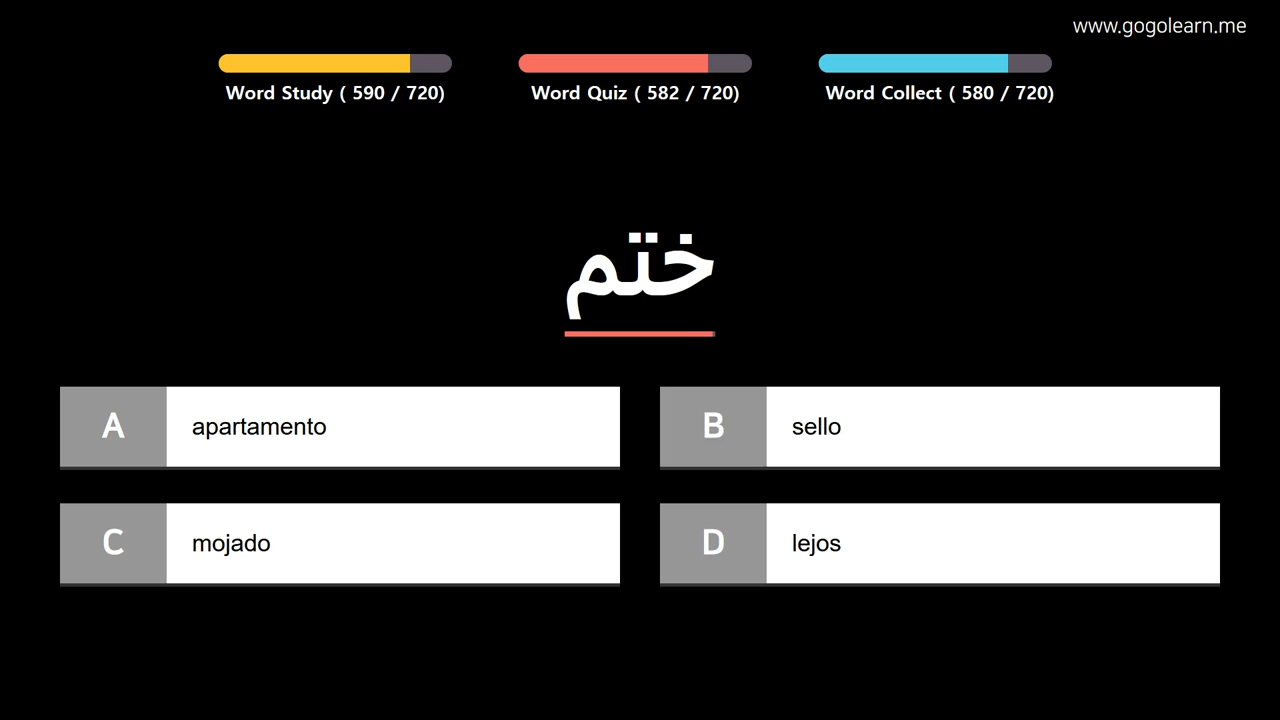 www.gogolearn.me
Word Study ( 590 / 720)
Word Quiz ( 582 / 720)
Word Collect ( 580 / 720)
ختم
A apartamento
B sello
C mojado
D lejos